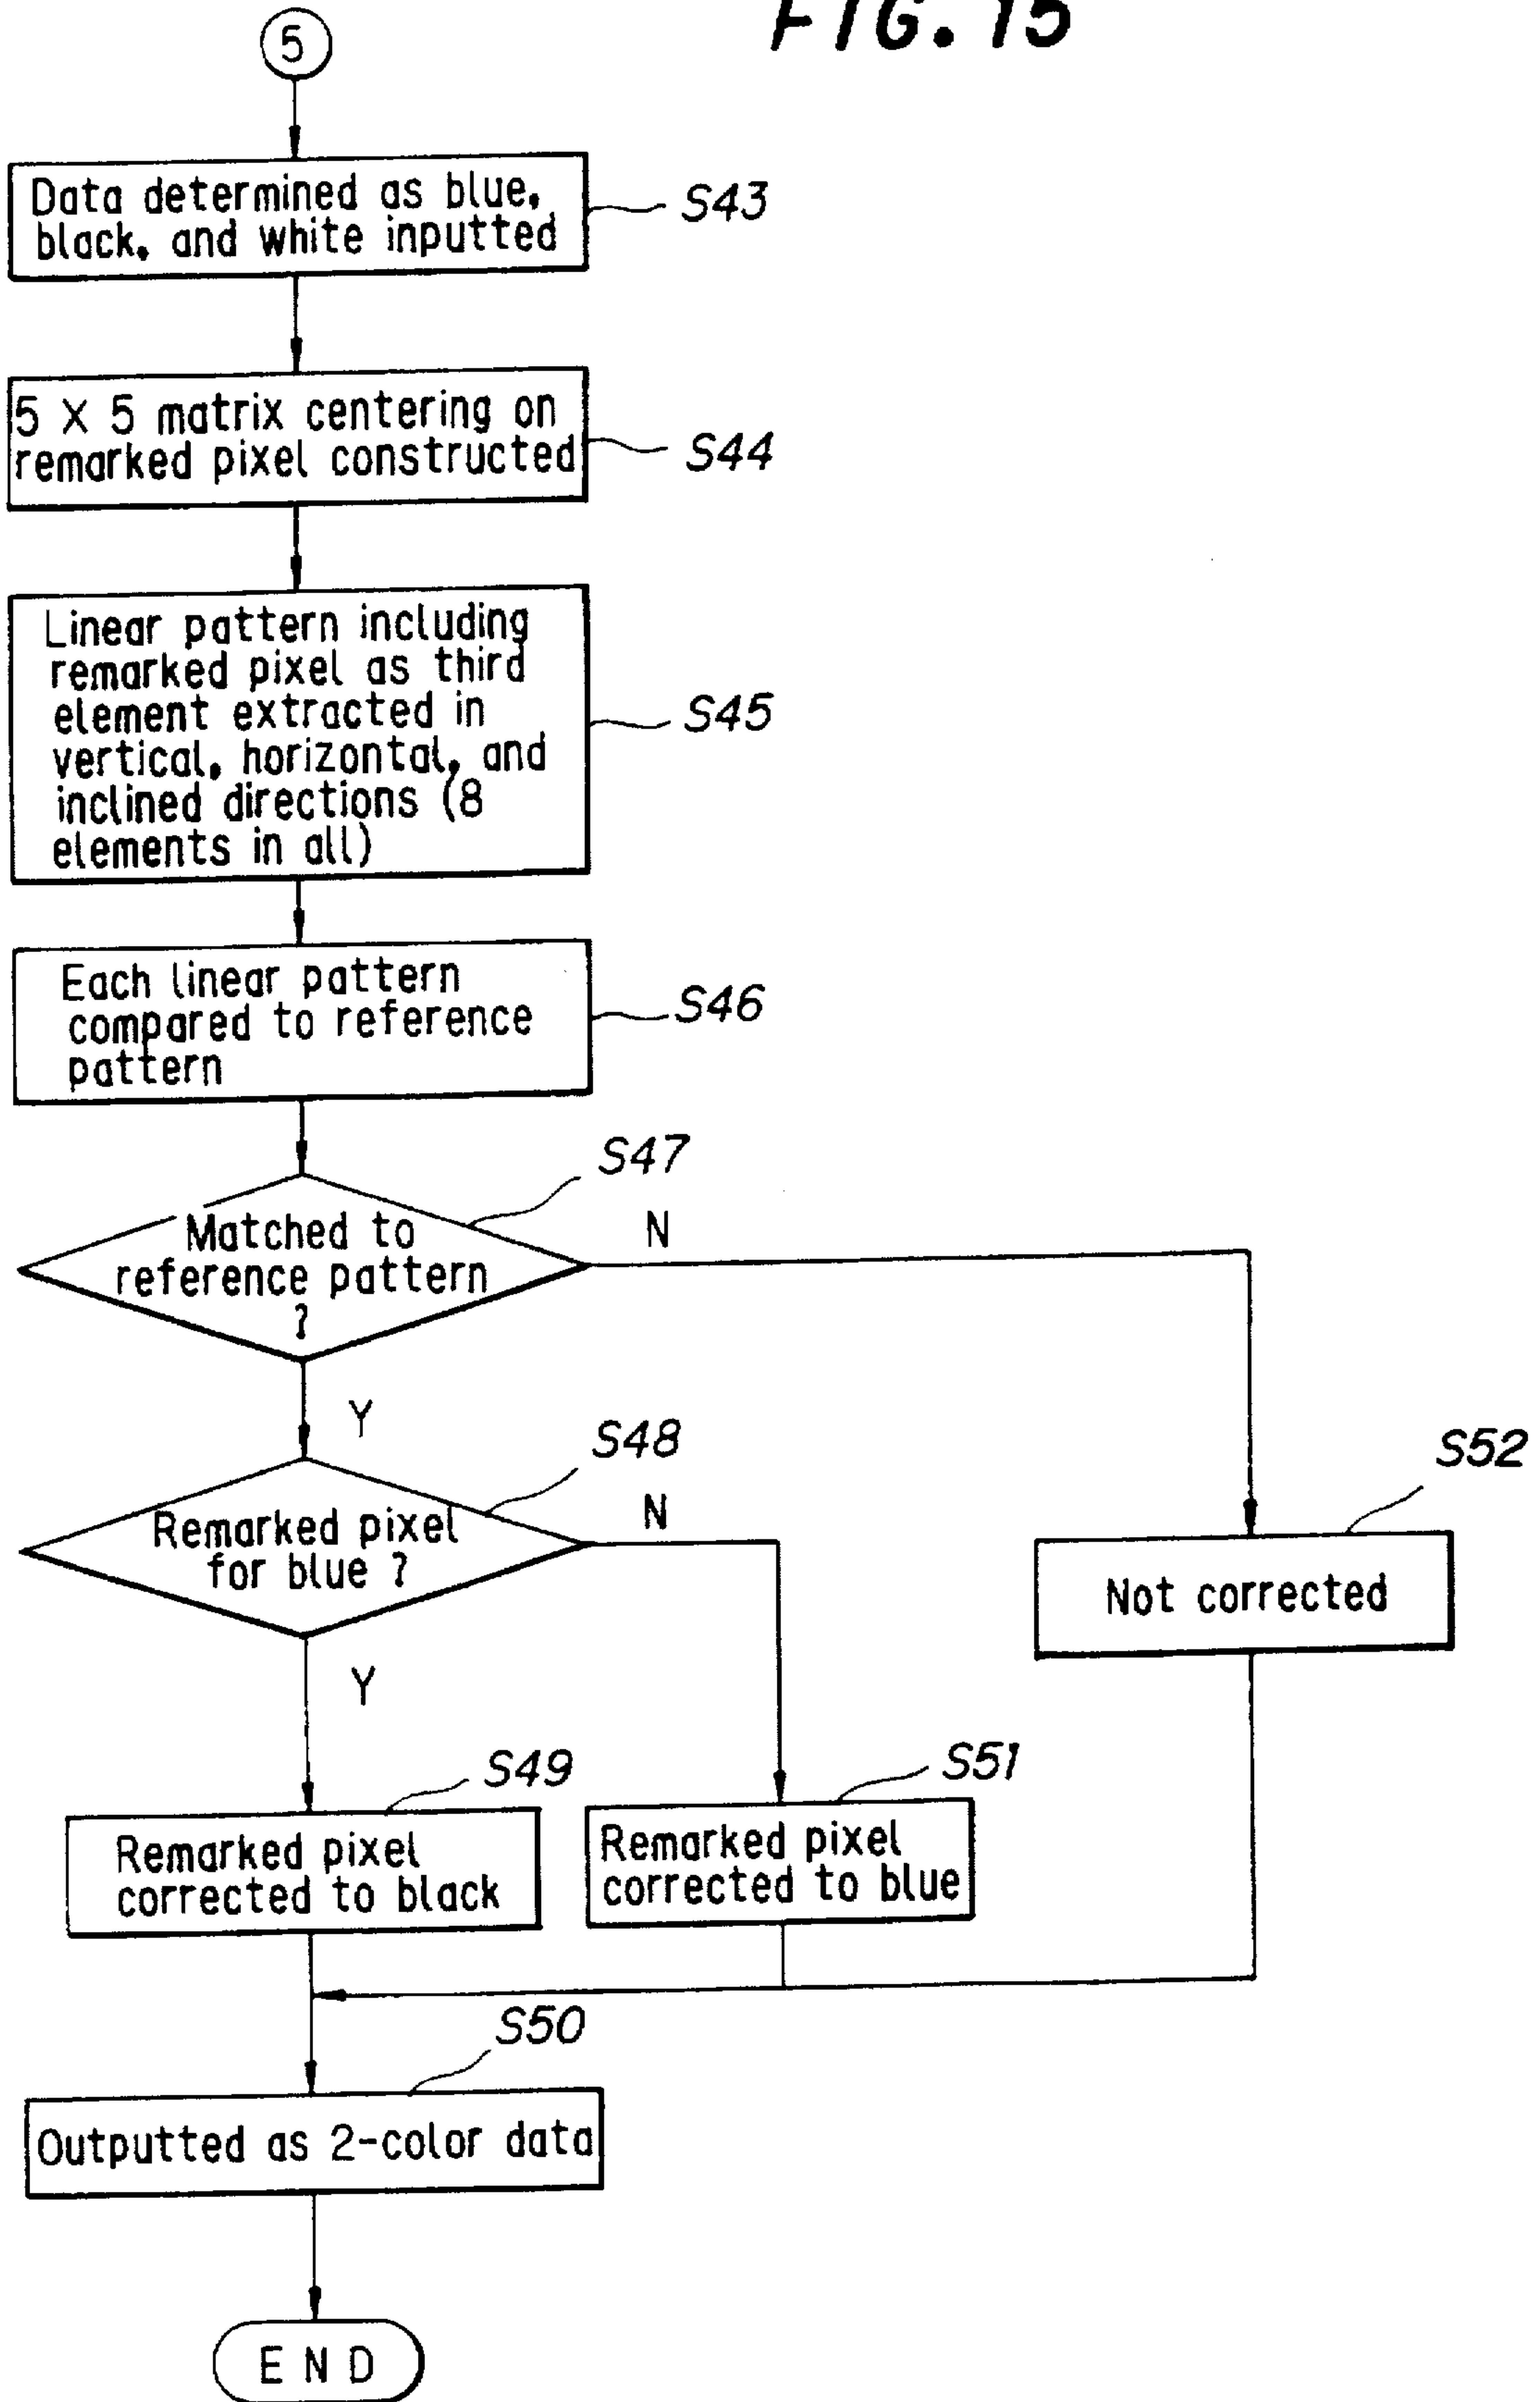 FIG. 15
5
Data determined as blue,
black, and white inputted
S43
5 X 5 matrix centering on
remarked pixel constructed
S44
Linear pattern including
remarked pixel as third
element extracted in
vertical, horizontal, and
inclined directions (8
elements in all)
S45
Each linear pattern
compared to reference
pattern
S46
S47
Matched to
reference pattern
?
N
Y
S48
Remarked pixel
for blue ?
N
S52
Not corrected
Y
S49
Remarked pixel
corrected to black
S51
Remarked pixel
corrected to blue
S50
Outputted as 2-color data
END